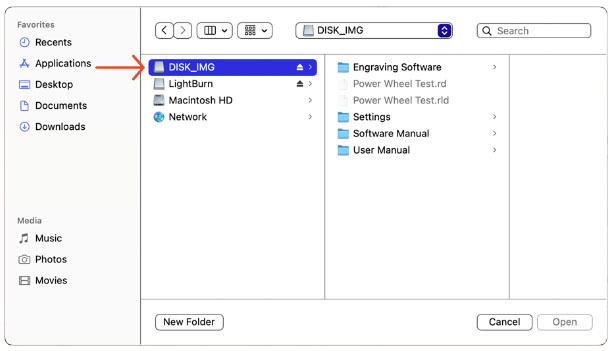 Favorites
Recents
Applications
Desktop
Documents
Downloads
Media
Music
Photos
Movies
DISK_IMG
Search
DISK_IMG
LightBurn
Macintosh HD
Network
Engraving Software
Power Wheel Test.rd
Power Wheel Test.rld
Settings
Software Manual
User Manual
New Folder
Cancel
Open